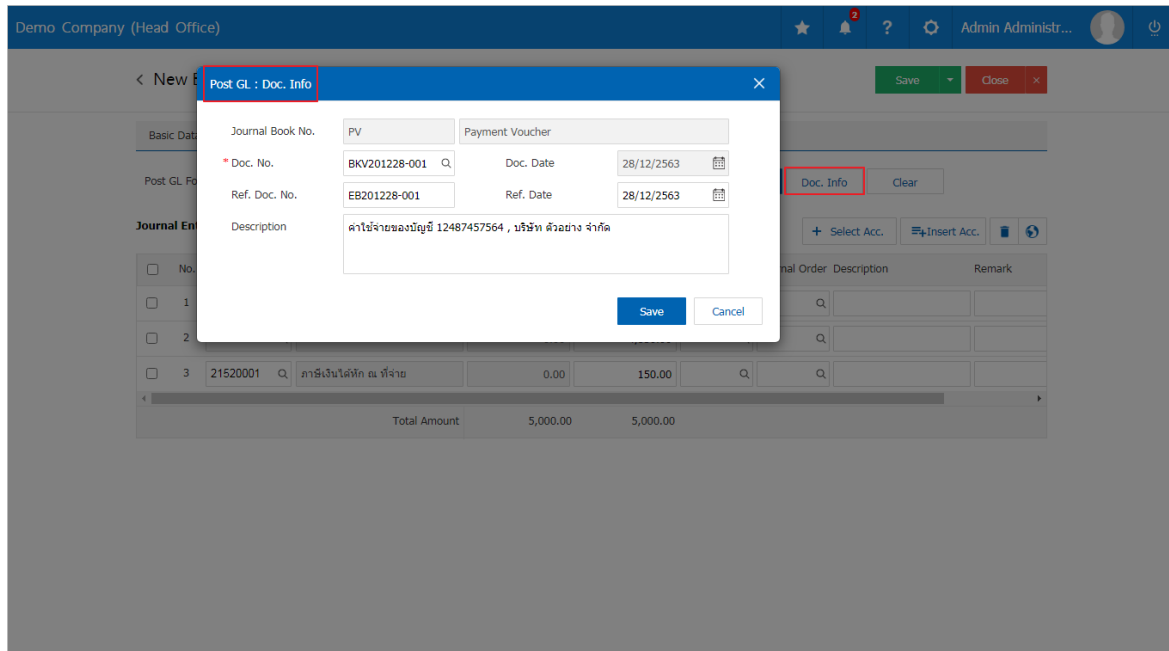 Demo Company (Head Office)
2
?
Admin Administr...
< New
Post GL : Doc. Info
Save
Close
Basic Data
Journal Book No.
PV
Payment Voucher
* Doc. No.
BKV201228-001
Doc. Date
28/12/2563
Post GL
Doc. Info
Clear
Ref. Doc. No.
EB201228-001
Ref. Date
28/12/2563
Journal
Description
ค่าใช้จ่ายของบัญชี 12487457564 , บริษัท ตัวอย่าง จำกัด
+ Select Acc.
Insert Acc.
No.
Order Description
Remark
1
Save
Cancel
2
3
21520001
ภาษีเงินได้หัก ณ ที่จ่าย
0.00
150.00
Total Amount
5,000.00
5,000.00